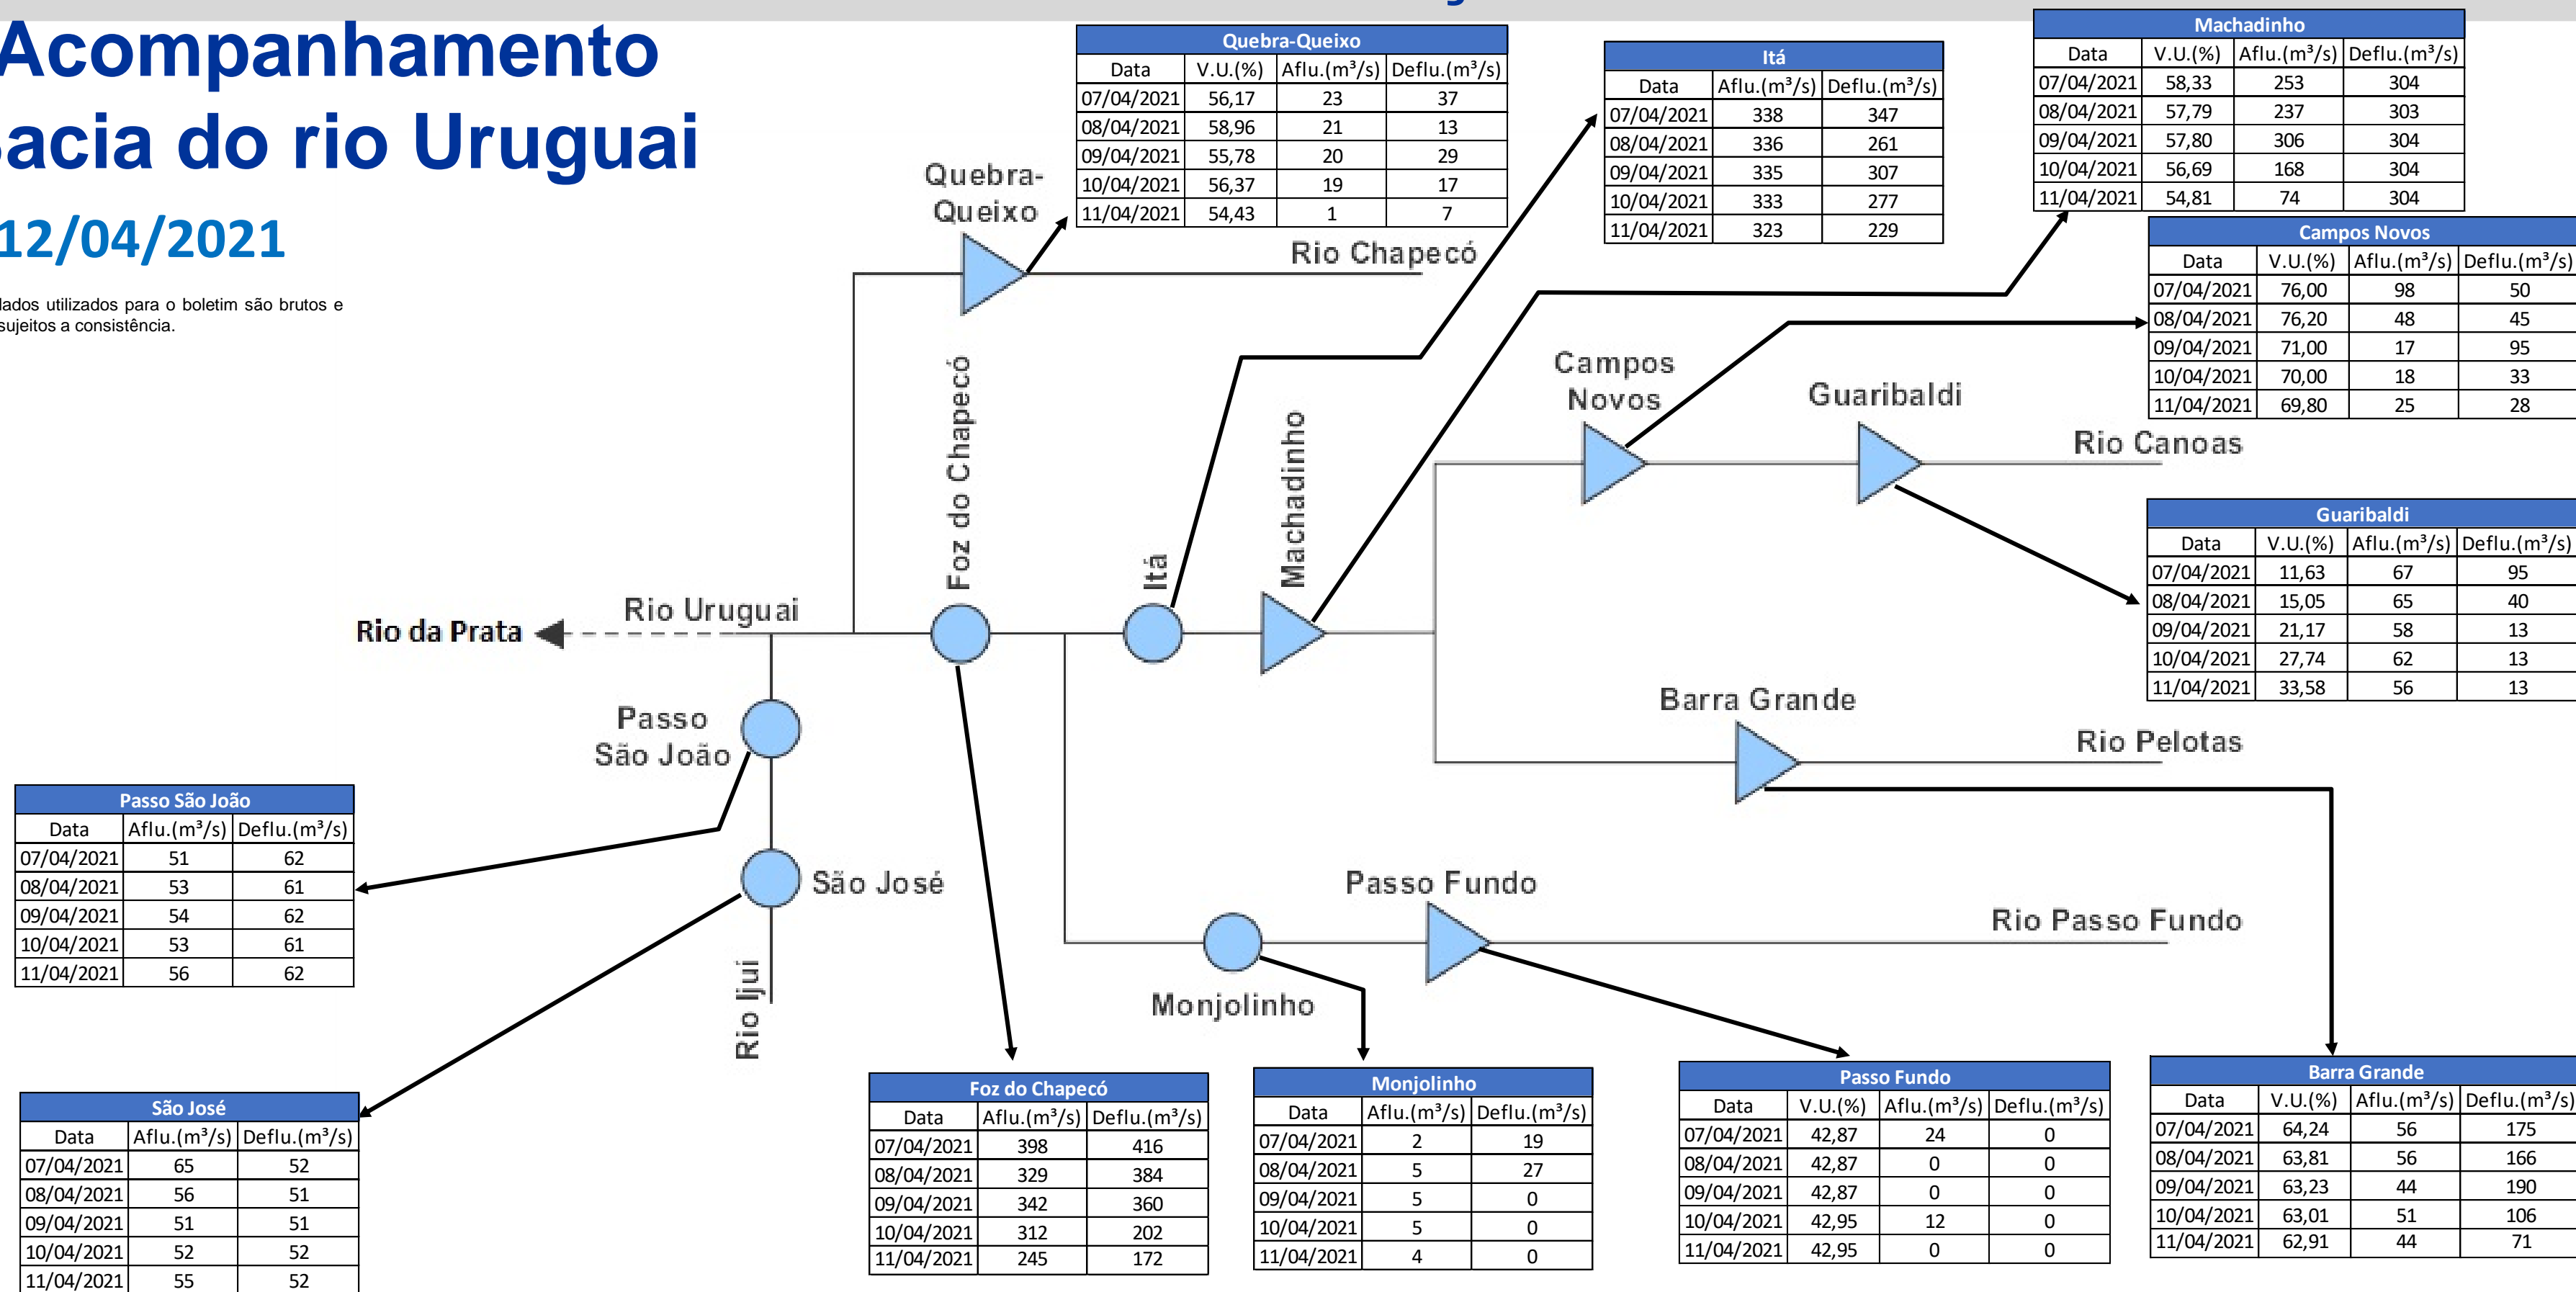 Acompanhamento
acia do rio Uruguai
12/04/2021
dados utilizados para o boletim são brutos e
sujeitos a consistência.
Quebra-Queixo
Data V.U.(%) Aflu.(m³/s) Deflu.(m³/s)
07/04/2021 56,17 23 37
08/04/2021 58,96 21 13
09/04/2021 55,78 20 29
10/04/2021 56,37 19 17
11/04/2021 54,43 1 7
Itá
Data Aflu.(m³/s) Deflu.(m³/s)
07/04/2021 338 347
08/04/2021 336 261
09/04/2021 335 307
10/04/2021 333 277
11/04/2021 323 229
Machadinho
Data V.U.(%) Aflu.(m³/s) Deflu.(m³/s)
07/04/2021 58,33 253 304
08/04/2021 57,79 237 303
09/04/2021 57,80 306 304
10/04/2021 56,69 168 304
11/04/2021 54,81 74 304
Campos Novos
Data V.U.(%) Aflu.(m³/s) Deflu.(m³/s)
07/04/2021 76,00 98 50
08/04/2021 76,20 48 45
09/04/2021 71,00 17 95
10/04/2021 70,00 18 33
11/04/2021 69,80 25 28
Guaribaldi
Data V.U.(%) Aflu.(m³/s) Deflu.(m³/s)
07/04/2021 11,63 67 95
08/04/2021 15,05 65 40
09/04/2021 21,17 58 13
10/04/2021 27,74 62 13
11/04/2021 33,58 56 13
Quebra-
Queixo
Rio Chapecó
Foz do Chapecó
Itá
Machadinho
Campos
Novos
Guaribaldi
Rio Canoas
Rio da Prata
Rio Uruguai
Barra Grande
Rio Pelotas
Passo
São João
São José
Rio Ijui
Passo Fundo
Rio Passo Fundo
Monjolinho
Passo São João
Data Aflu.(m³/s) Deflu.(m³/s)
07/04/2021 51 62
08/04/2021 53 61
09/04/2021 54 62
10/04/2021 53 61
11/04/2021 56 62
São José
Data Aflu.(m³/s) Deflu.(m³/s)
07/04/2021 65 52
08/04/2021 56 51
09/04/2021 51 51
10/04/2021 52 52
11/04/2021 55 52
Foz do Chapecó
Data Aflu.(m³/s) Deflu.(m³/s)
07/04/2021 398 416
08/04/2021 329 384
09/04/2021 342 360
10/04/2021 312 202
11/04/2021 245 172
Monjolinho
Data Aflu.(m³/s) Deflu.(m³/s)
07/04/2021 2 19
08/04/2021 5 27
09/04/2021 5 0
10/04/2021 5 0
11/04/2021 4 0
Passo Fundo
Data V.U.(%) Aflu.(m³/s) Deflu.(m³/s)
07/04/2021 42,87 24 0
08/04/2021 42,87 0 0
09/04/2021 42,87 0 0
10/04/2021 42,95 12 0
11/04/2021 42,95 0 0
Barra Grande
Data V.U.(%) Aflu.(m³/s) Deflu.(m³/s)
07/04/2021 64,24 56 175
08/04/2021 63,81 56 166
09/04/2021 63,23 44 190
10/04/2021 63,01 51 106
11/04/2021 62,91 44 71